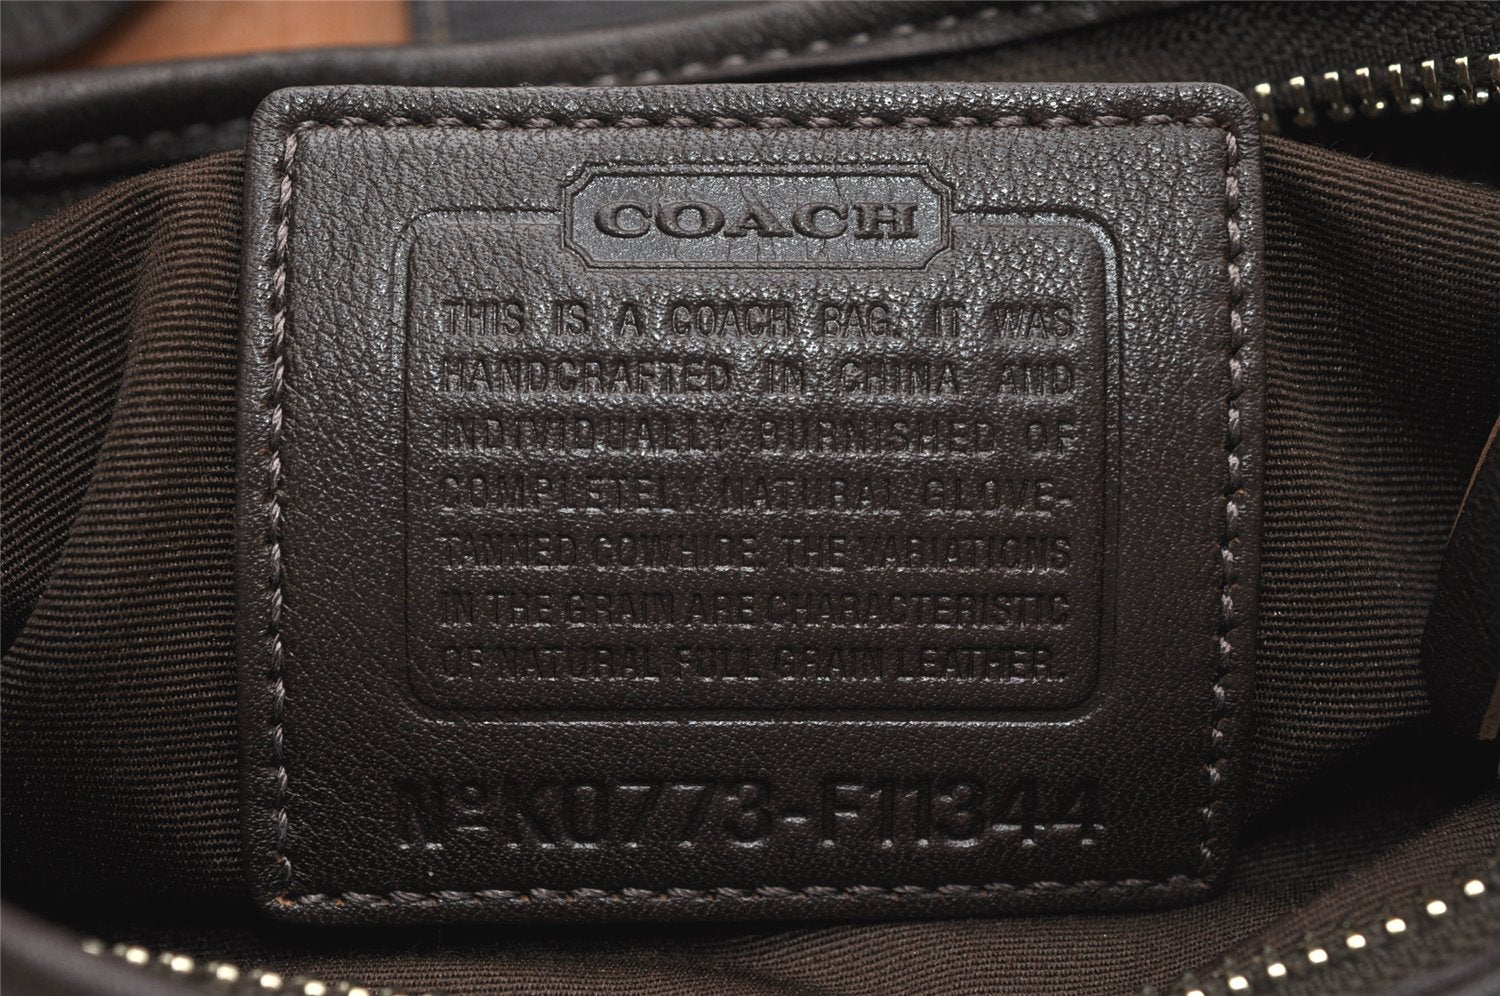 COACH
THIS IS A COACH BAG. IT WAS
HANDCRAFTED IN CHINA AND
INDIVIDUALLY BURNISHED OF
COMPLETELY NATURAL GLOVE-
TANNED COWHIDE. THE VARIATIONS
IN THE GRAIN ARE CHARACTERISTIC
OF NATURAL FULL GRAIN LEATHER.
Nº K0773-F11344